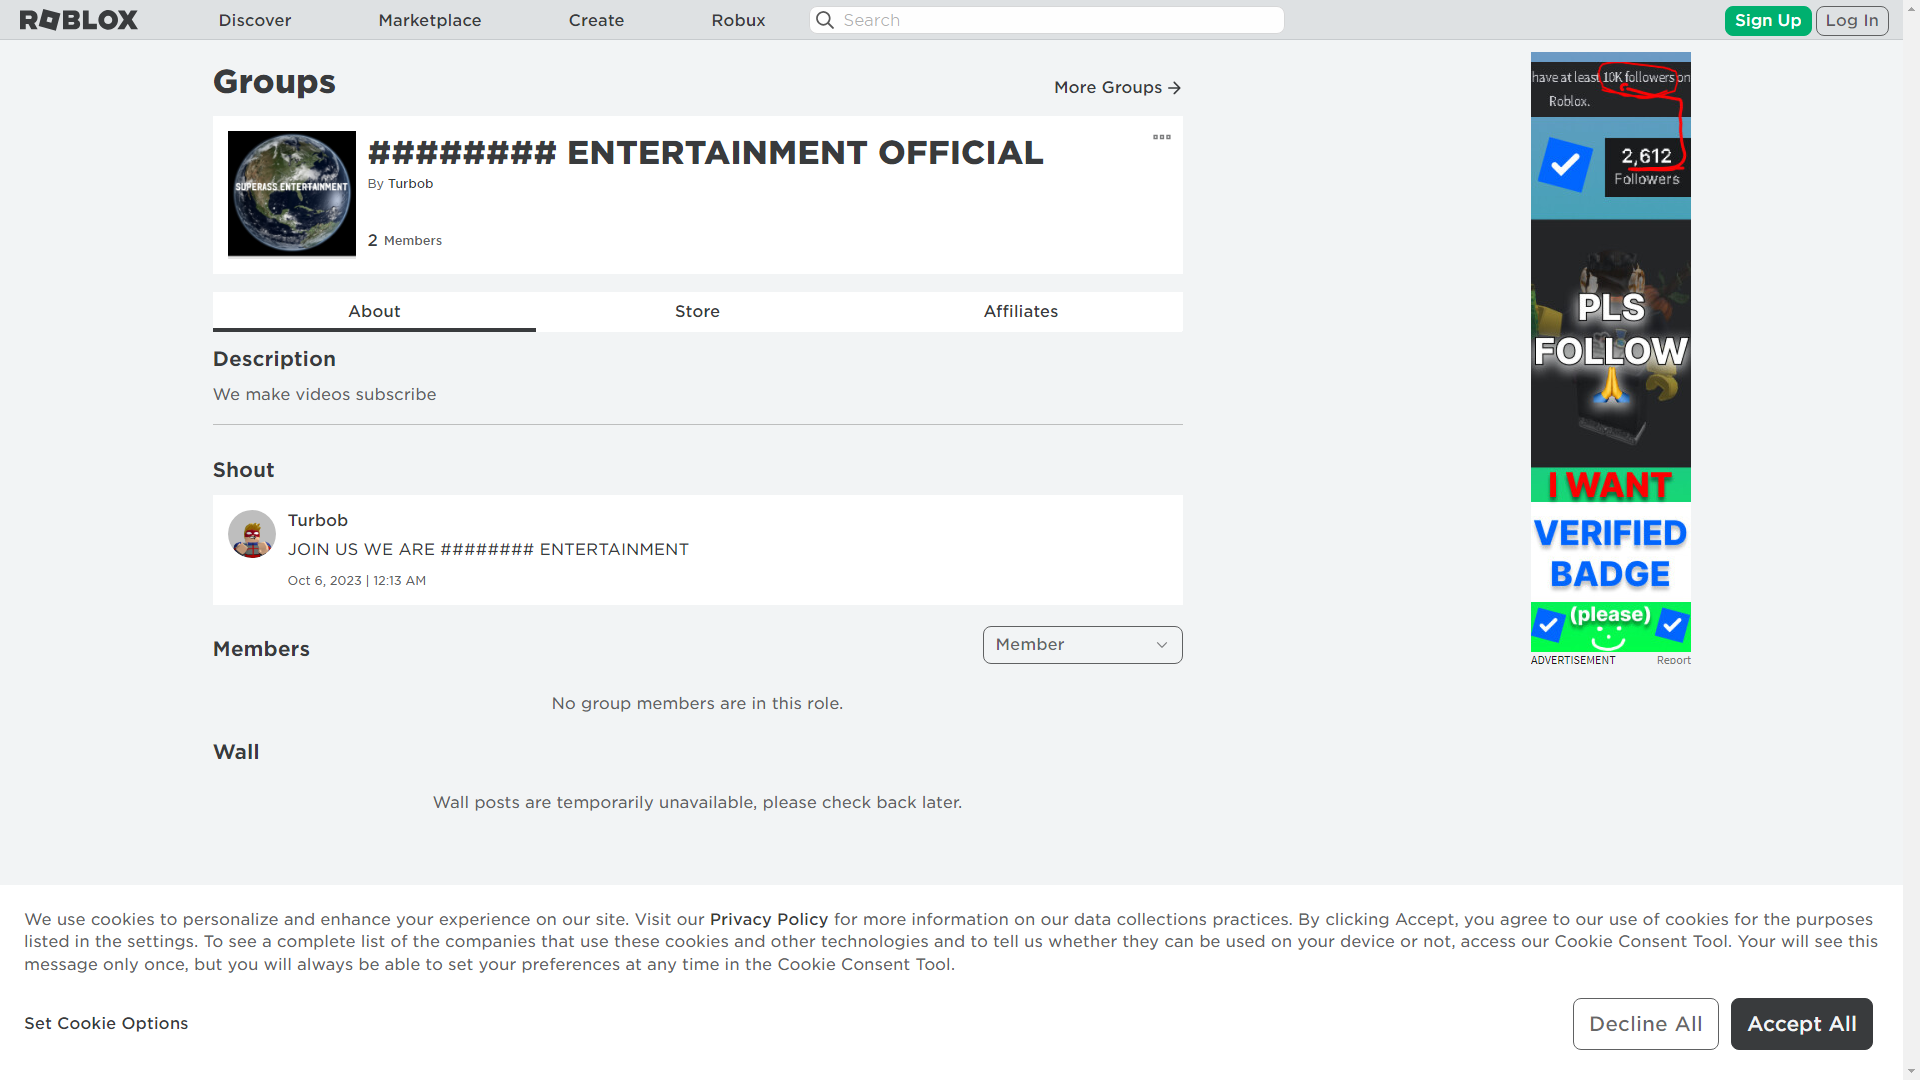 ROBLOX
Discover
Marketplace
Create
Robux
Search
Sign Up
Log In
Groups
More Groups
SUPERASS ENTERTAINMENT
######## ENTERTAINMENT OFFICIAL
By Turbob
2 Members
About
Store
Affiliates
Description
We make videos subscribe
Shout
Turbob
JOIN US WE ARE ######## ENTERTAINMENT
Oct 6, 2023 | 12:13 AM
Members
Member
No group members are in this role.
Wall
Wall posts are temporarily unavailable, please check back later.
have at least 10K followers on
Roblox.
2,612
Followers
PLS
FOLLOW
I WANT
VERIFIED
BADGE
(please)
ADVERTISEMENT
Report
We use cookies to personalize and enhance your experience on our site. Visit our Privacy Policy for more information on our data collections practices. By clicking Accept, you agree to our use of cookies for the purposes
listed in the settings. To see a complete list of the companies that use these cookies and other technologies and to tell us whether they can be used on your device or not, access our Cookie Consent Tool. Your will see this
message only once, but you will always be able to set your preferences at any time in the Cookie Consent Tool.
Set Cookie Options
Decline All
Accept All